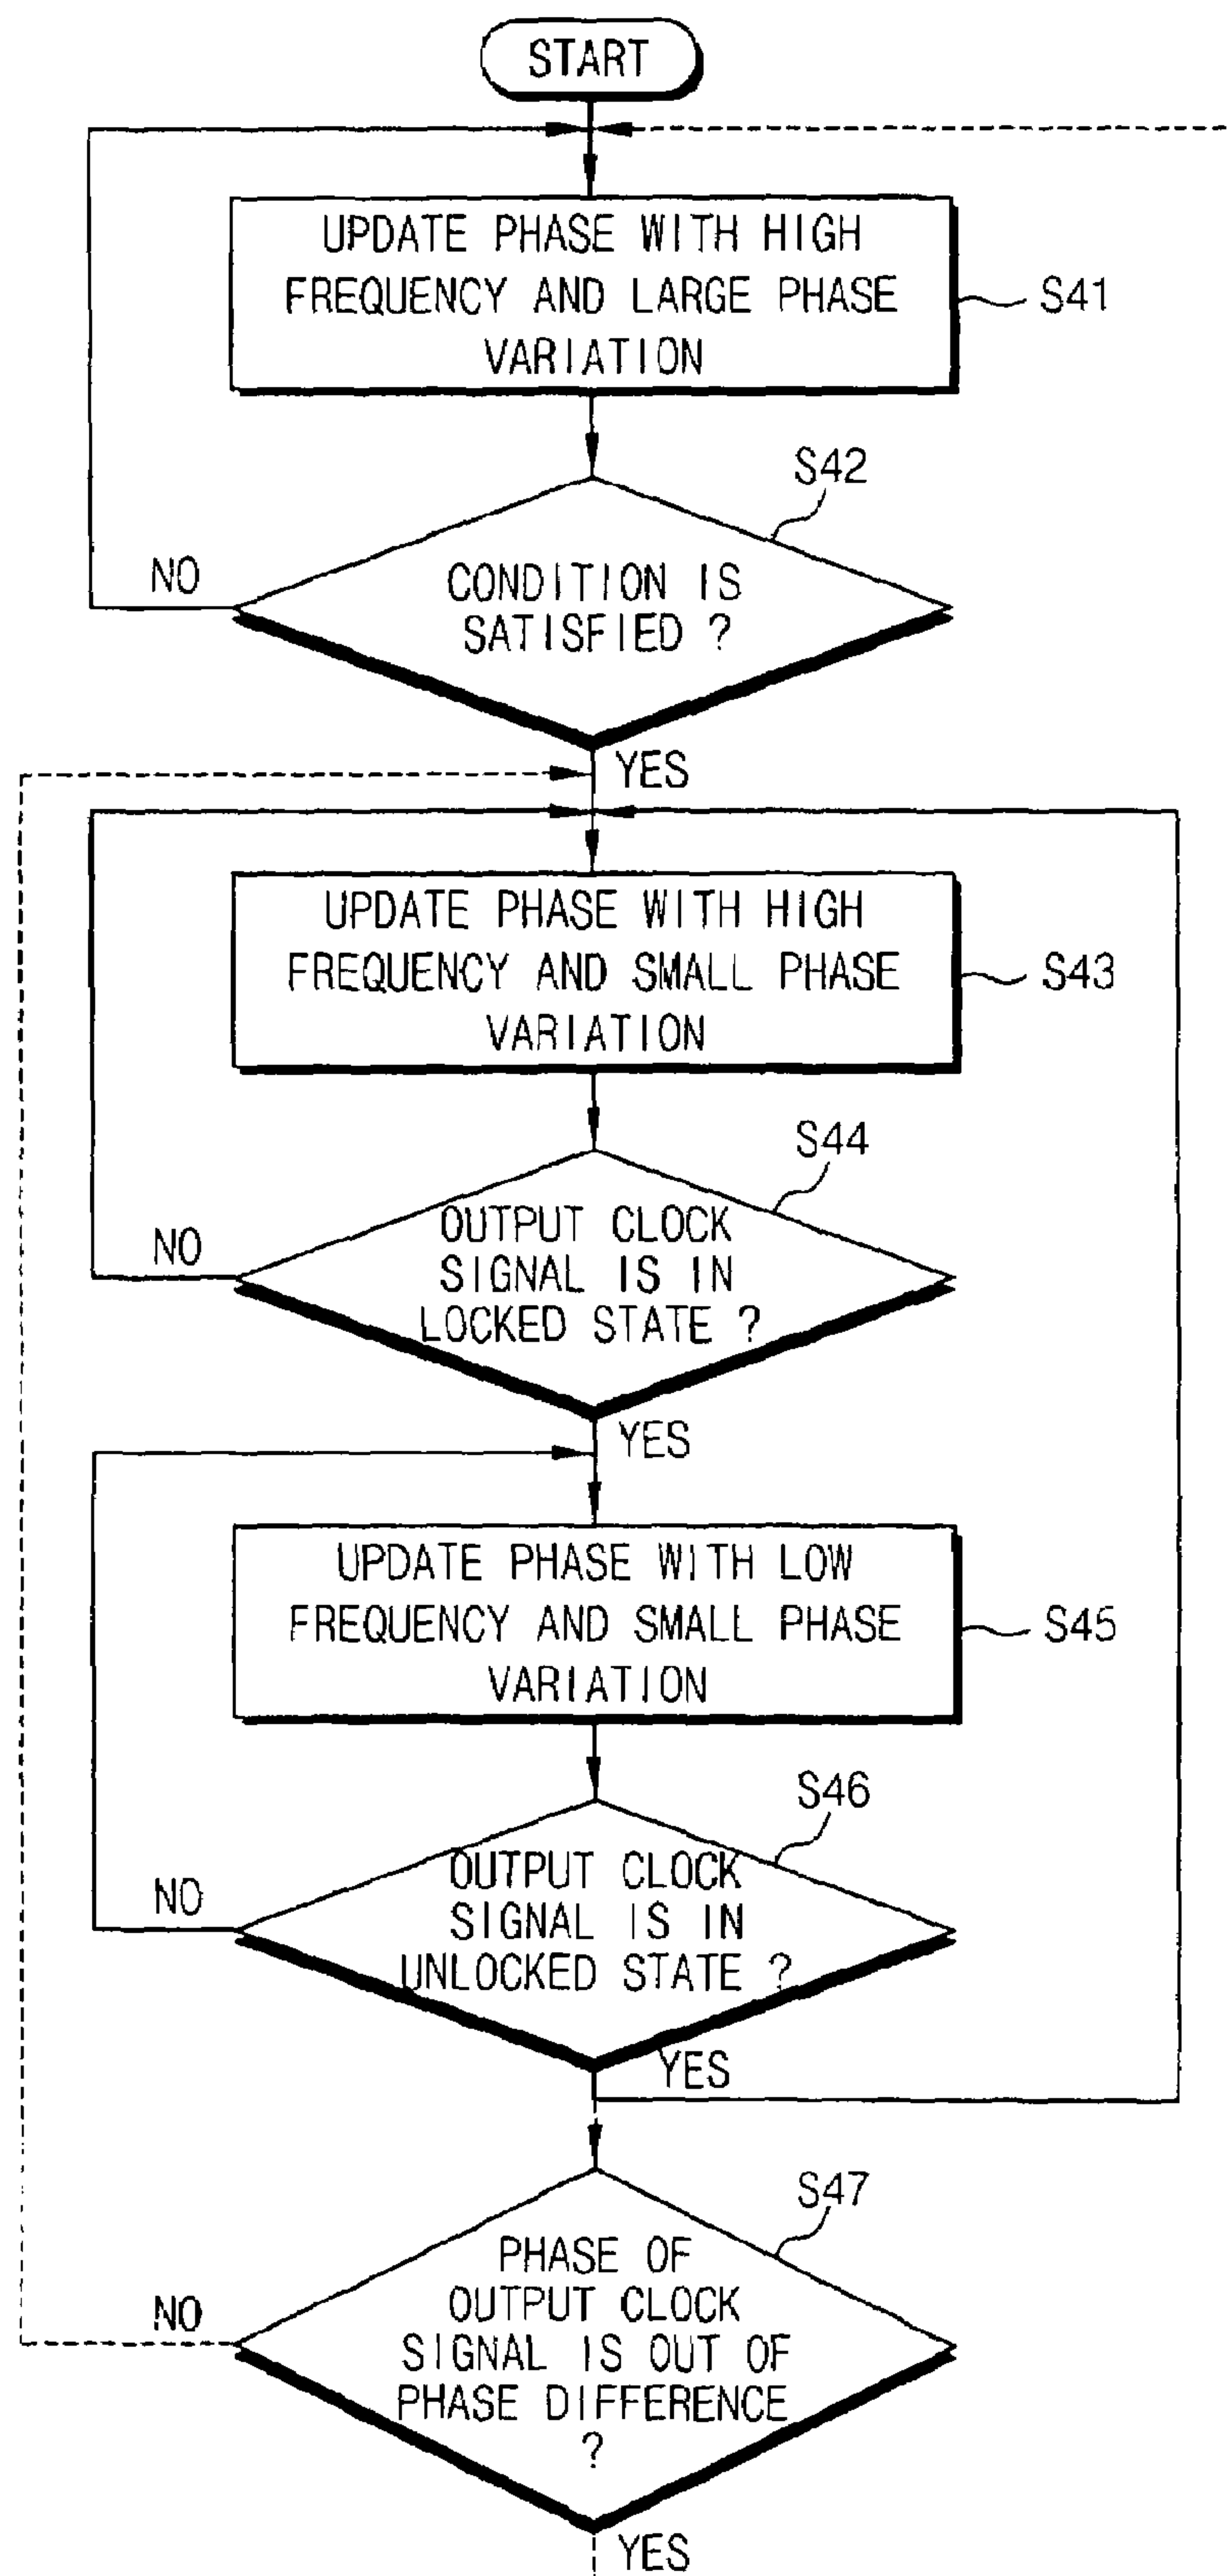 START
UPDATE PHASE WITH HIGH
FREQUENCY AND LARGE PHASE
VARIATION
S41
S42
NO
CONDITION IS
SATISFIED ?
YES
UPDATE PHASE WITH HIGH
FREQUENCY AND SMALL PHASE
VARIATION
S43
S44
NO
OUTPUT CLOCK
SIGNAL IS IN
LOCKED STATE ?
YES
UPDATE PHASE WITH LOW
FREQUENCY AND SMALL PHASE
VARIATION
S45
S46
NO
OUTPUT CLOCK
SIGNAL IS IN
UNLOCKED STATE ?
YES
S47
NO
PHASE OF
OUTPUT CLOCK
SIGNAL IS OUT OF
PHASE DIFFERENCE
?
YES